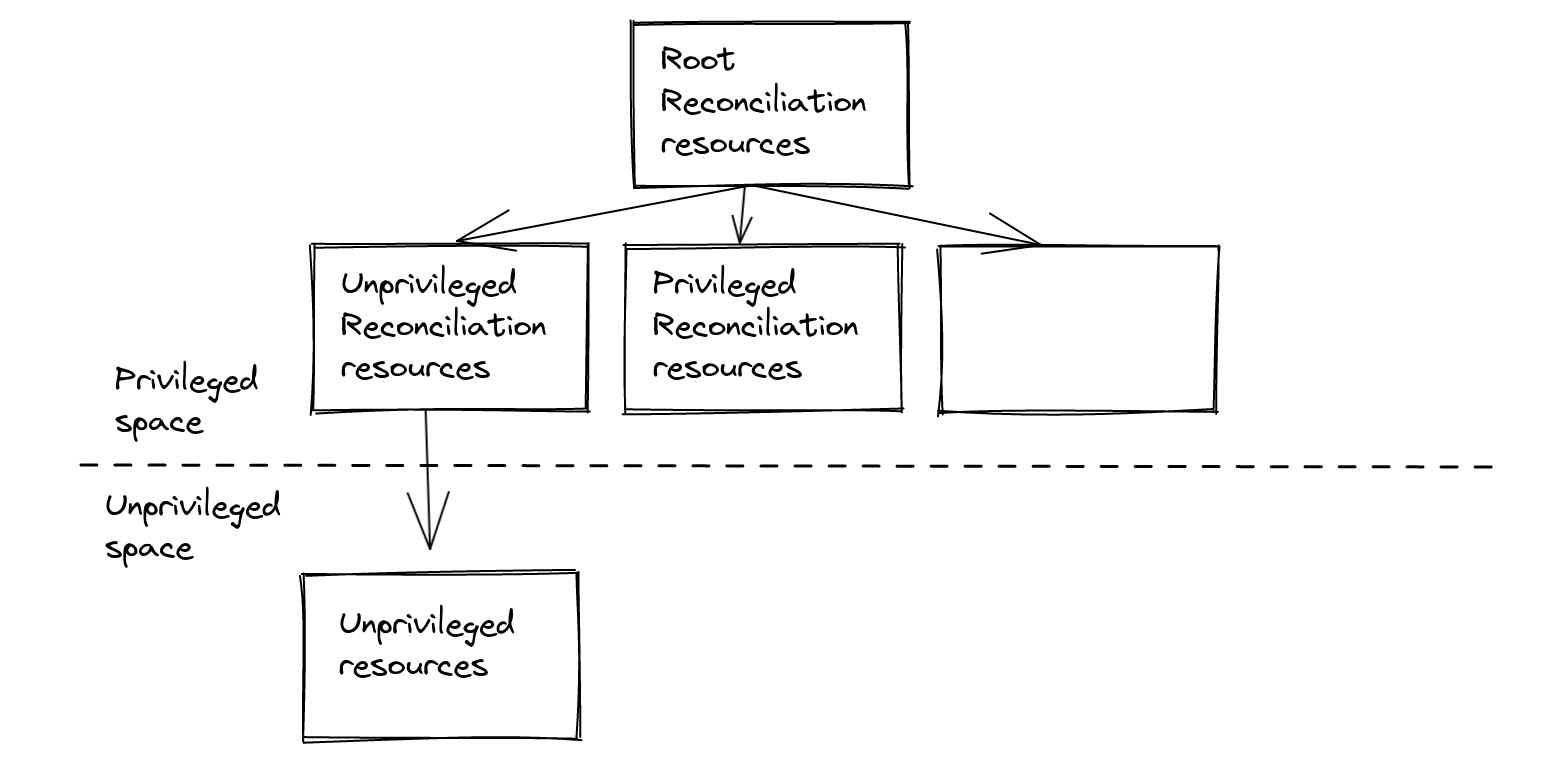 Root
Reconciliation
resources
Unprivileged
Reconciliation
resources
Privileged
Reconciliation
resources
Privileged
space
Unprivileged
space
Unprivileged
resources